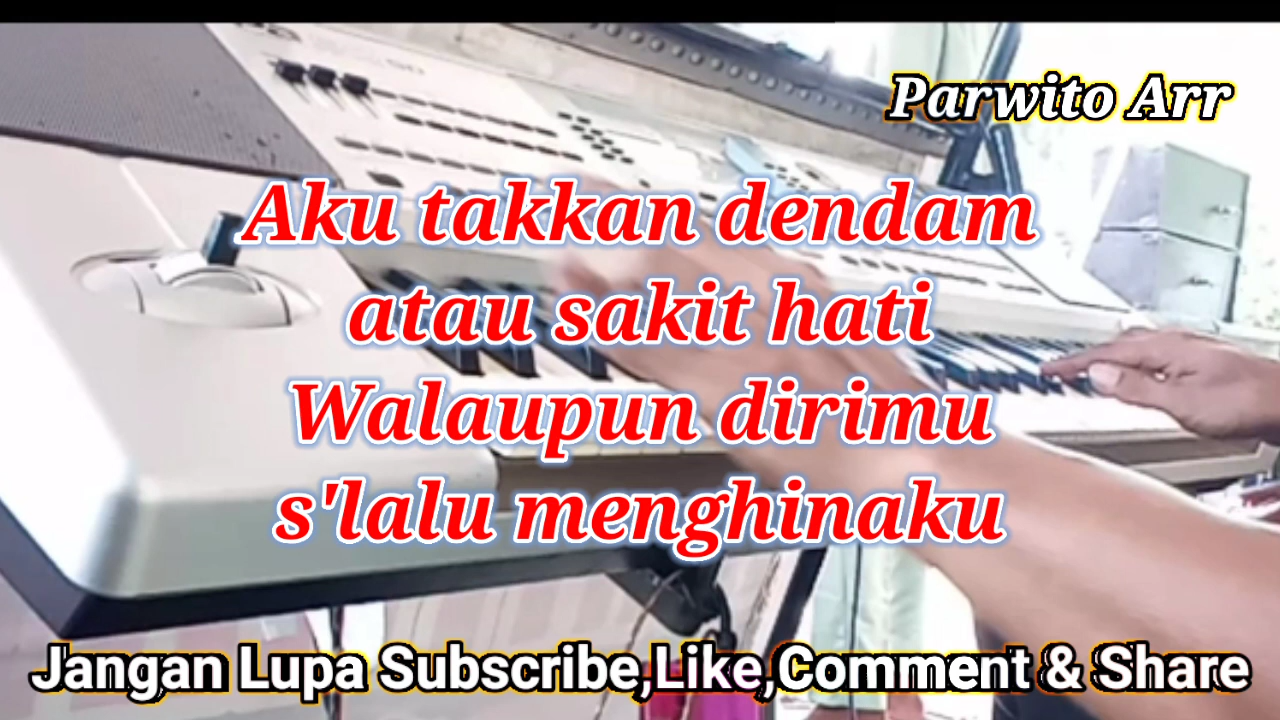 Parwito Arr
Aku takkan dendam
atau sakit hati
Walaupun dirimu
s'lalu menghinaku
Jangan Lupa Subscribe,Like,Comment & Share